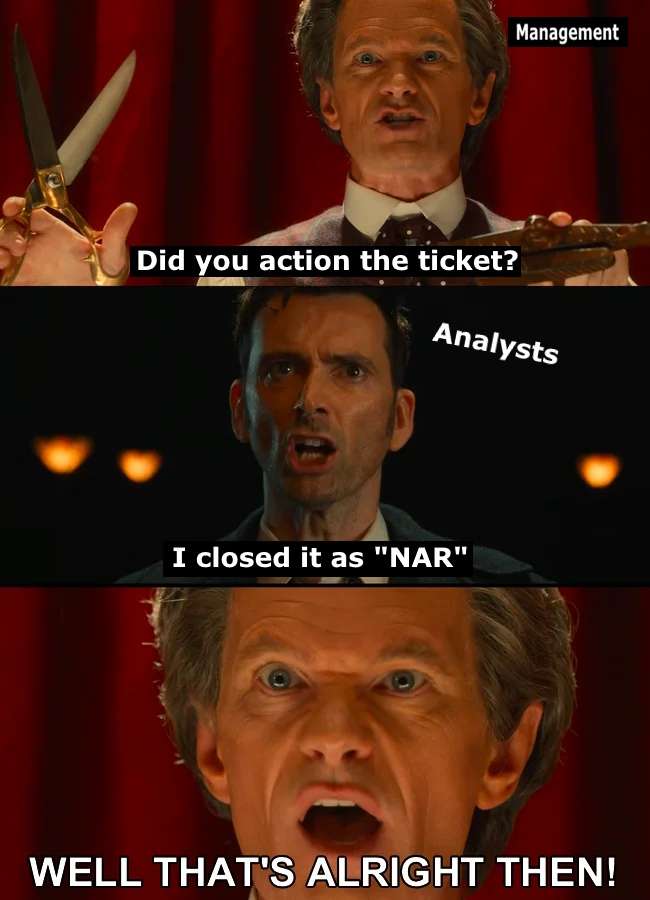 Management
Did you action the ticket?
Analysts
I closed it as "NAR"
WELL THAT'S ALRIGHT THEN!